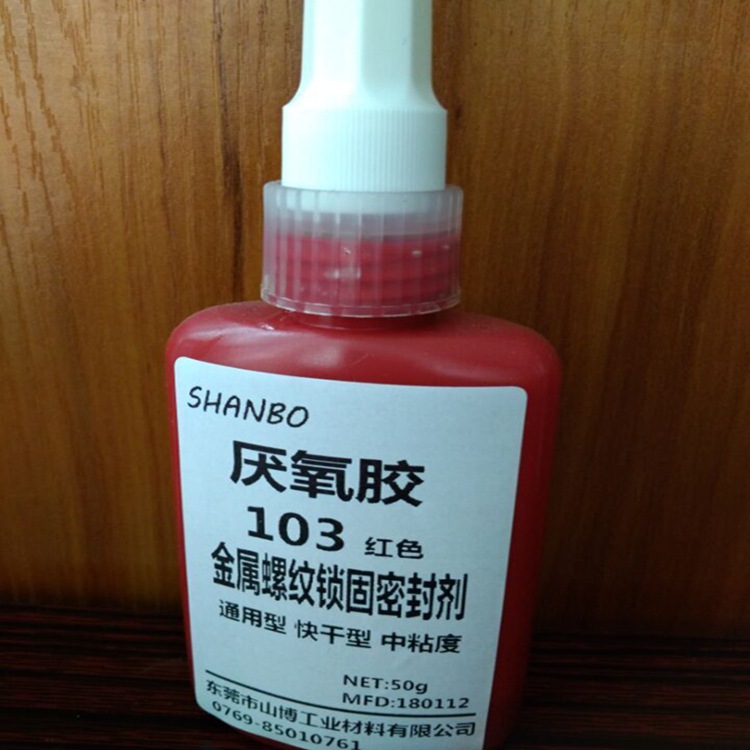 SHANBO
厌氧胶
103 红色
金属螺纹锁固密封剂
通用型 快干型 中粘度
NET:50g
MFD:180112
东莞市山博工业材料有限公司
0769-85010761